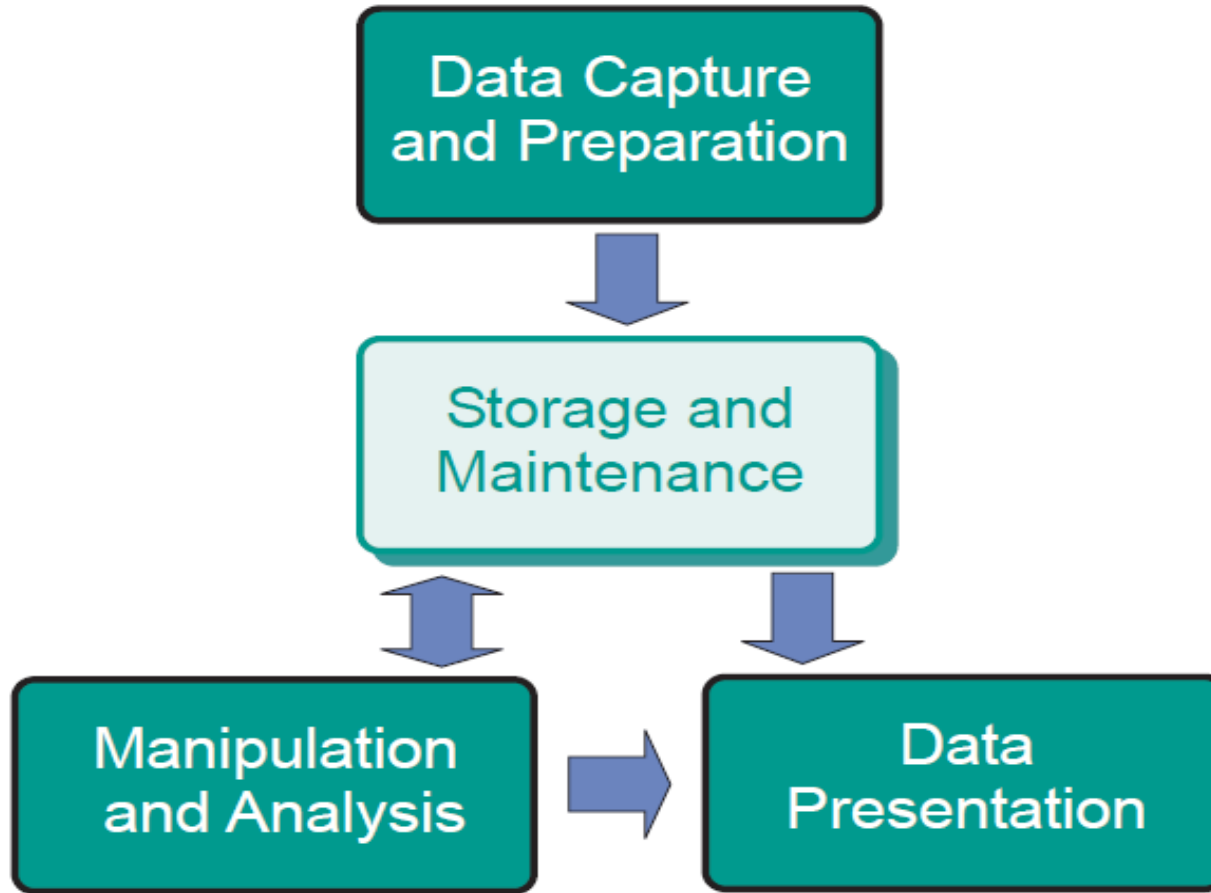 Data Capture
and Preparation
Storage and
Maintenance
Manipulation
and Analysis
Data
Presentation